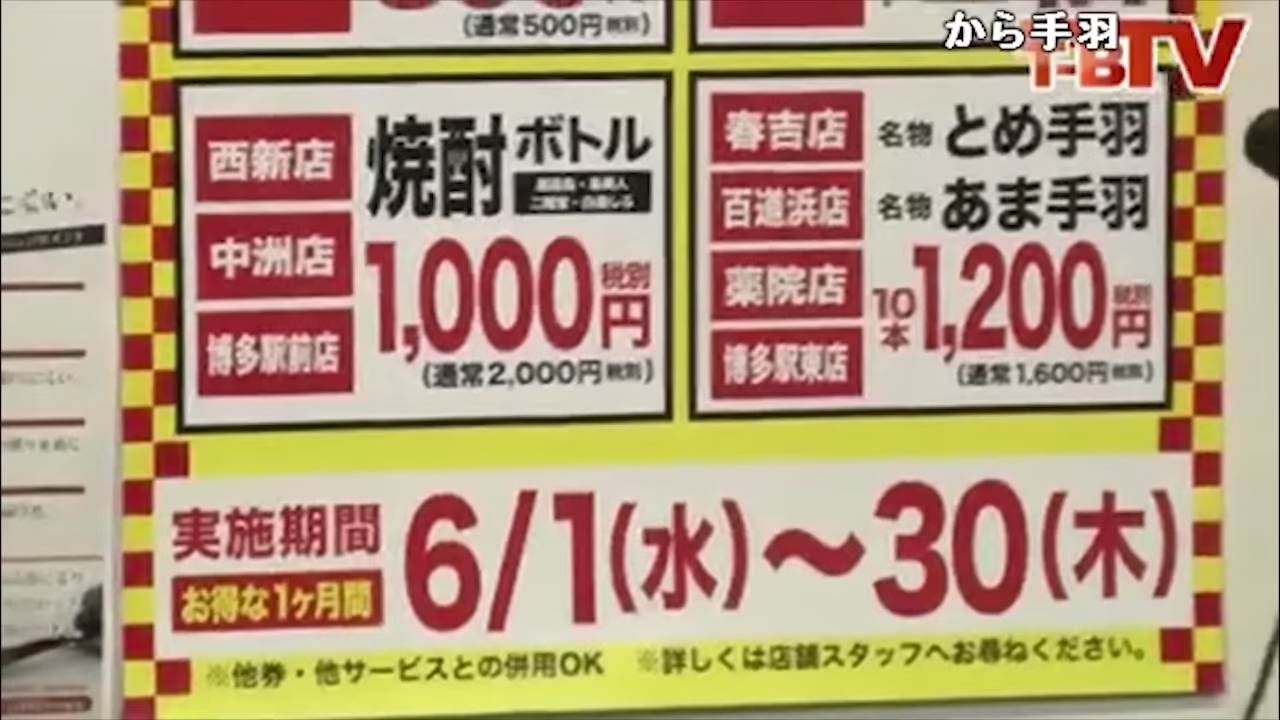 から手羽
T-BTV
(通常500円税別)
西新店
中洲店
博多駅前店
焼酎ボトル
1,000円税別
(通常2,000円税別)
春吉店
百道浜店
薬院店
博多駅東店
名物 とめ手羽
名物 あま手羽
10本1,200円税別
(通常1,600円税別)
実施期間
お得な1ヶ月間
6/1(水)〜30(木)
※他券・他サービスとの併用OK ※詳しくは店舗スタッフへお尋ねください。